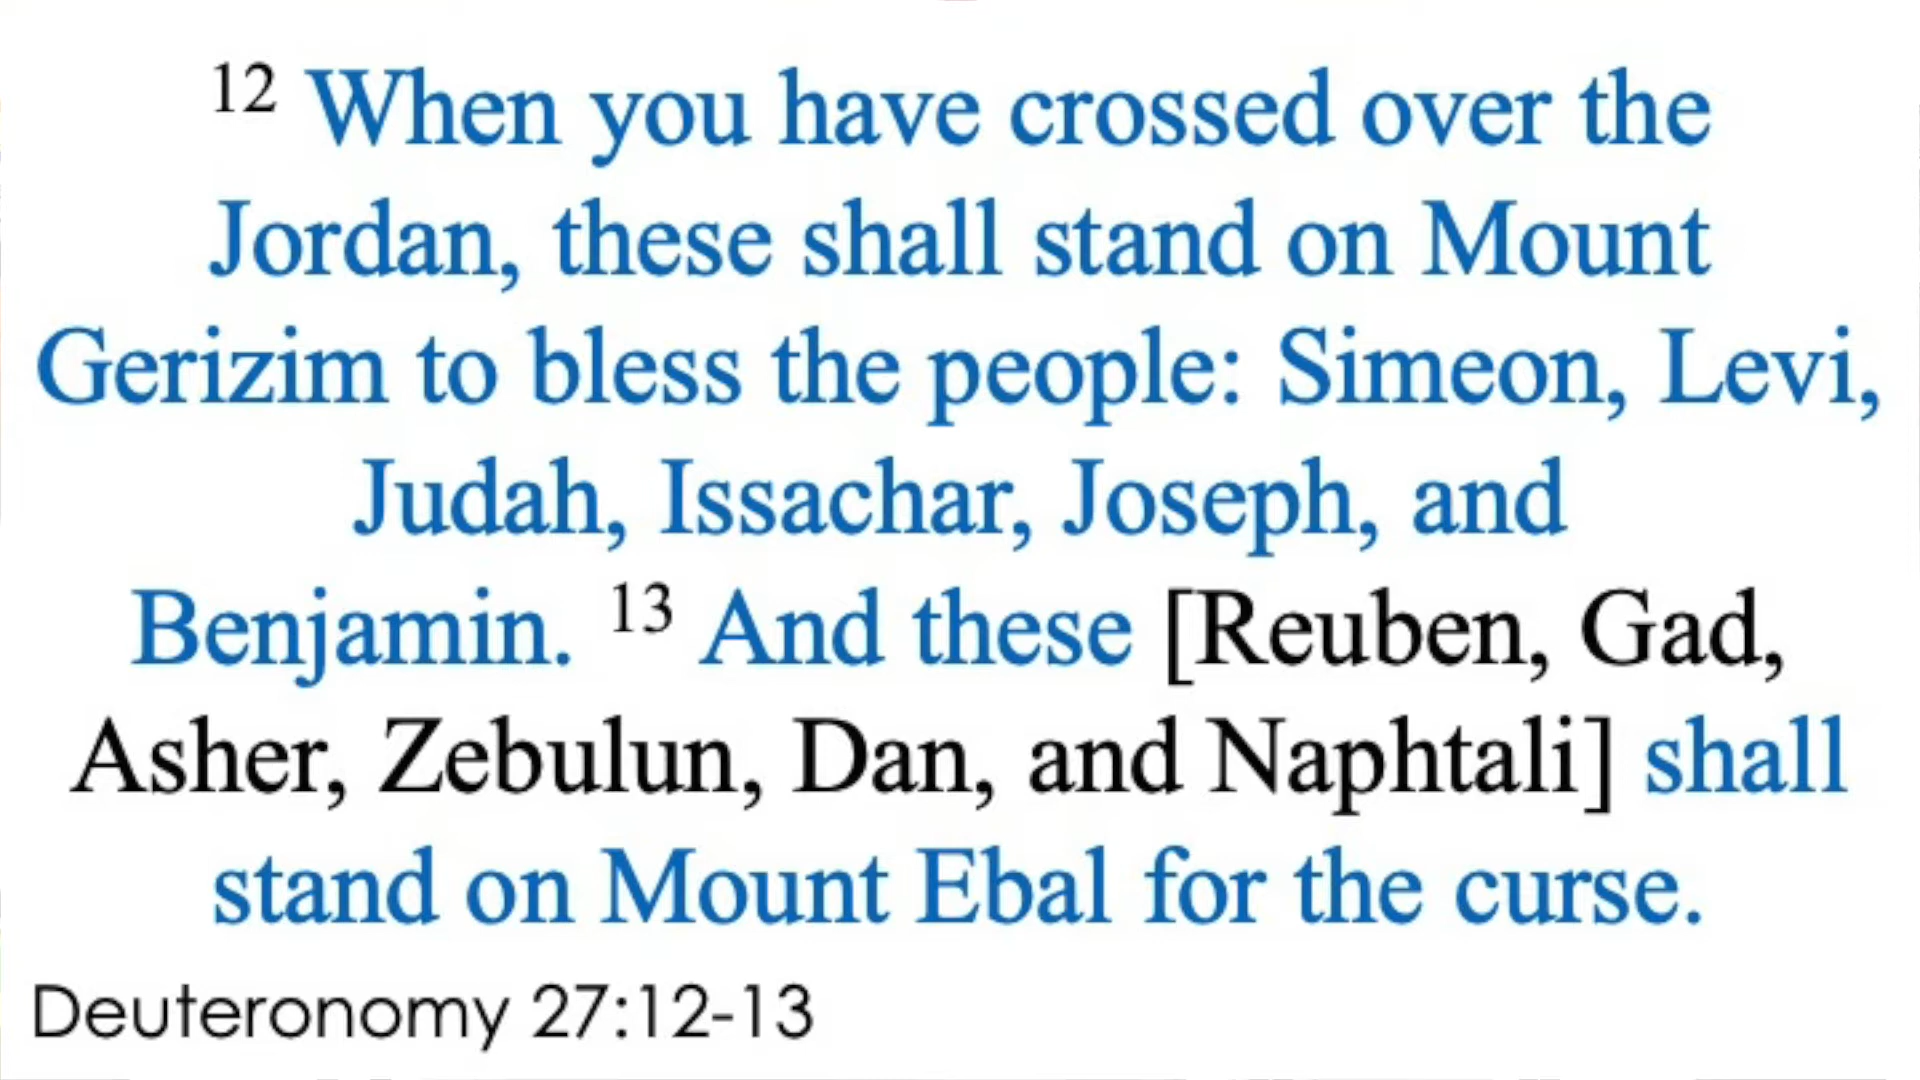 12 When you have crossed over the
Jordan, these shall stand on Mount
Gerizim to bless the people: Simeon, Levi,
Judah, Issachar, Joseph, and
Benjamin. 13 And these [Reuben, Gad,
Asher, Zebulun, Dan, and Naphtali] shall
stand on Mount Ebal for the curse.
Deuteronomy 27:12-13